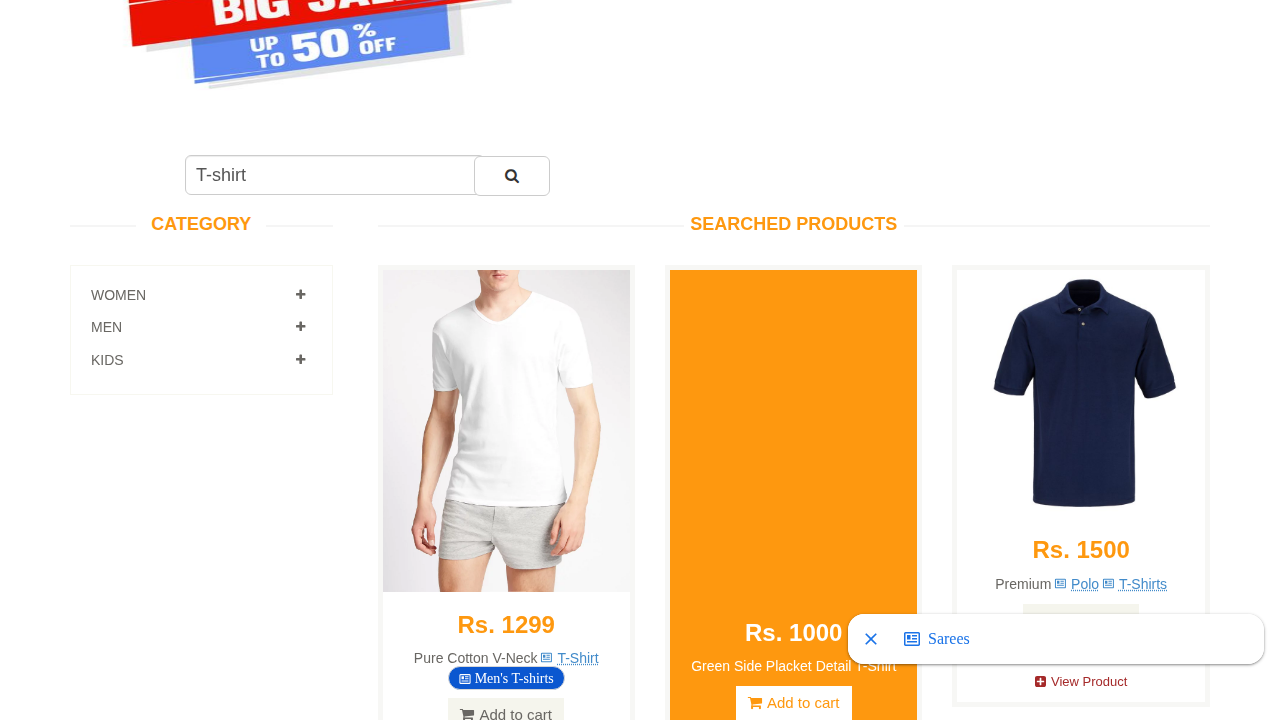 BIG SALE
UP TO 50% OFF
T-shirt
CATEGORY
WOMEN
MEN
KIDS
SEARCHED PRODUCTS
Rs. 1299
Pure Cotton V-Neck T-Shirt
Men's T-shirts
Add to cart
Rs. 1000
Green Side Placket Detail T-Shirt
Add to cart
Rs. 1500
Premium Polo T-Shirts
Sarees
View Product